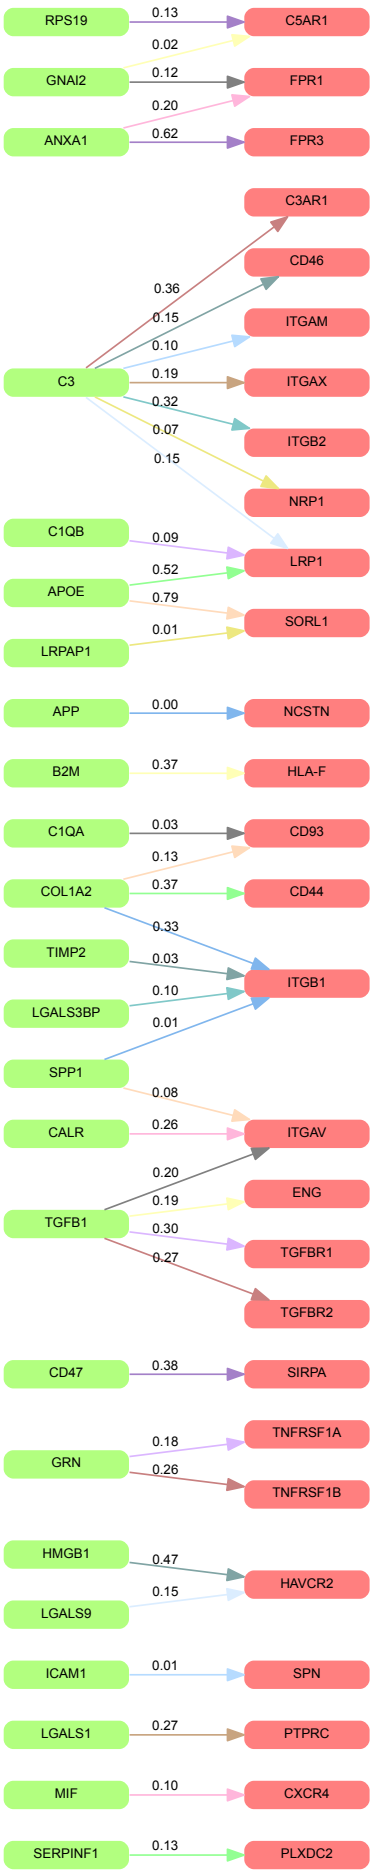 RPS19 0.13 C5AR1
0.02
GNAI2 0.12 FPR1
0.20
ANXA1 0.62 FPR3
C3AR1
CD46
0.36
0.15 ITGAM
0.10
C3 0.19 ITGAX
0.32
0.07 ITGB2
0.15
NRP1
C1QB 0.09
LRP1
0.52
APOE 0.79
SORL1
0.01
LRPAP1
APP 0.00 NCSTN
B2M 0.37 HLA-F
C1QA 0.03 CD93
0.13
COL1A2 0.37 CD44
0.33
TIMP2 0.03
ITGB1
0.10
LGALS3BP
0.01
SPP1
0.08
CALR 0.26 ITGAV
0.20
ENG
0.19
TGFB1 0.30
TGFBR1
0.27
TGFBR2
CD47 0.38 SIRPA
TNFRSF1A
0.18
GRN 0.26
TNFRSF1B
HMGB1 0.47
HAVCR2
0.15
LGALS9
ICAM1 0.01 SPN
LGALS1 0.27 PTPRC
MIF 0.10 CXCR4
SERPINF1 0.13 PLXDC2